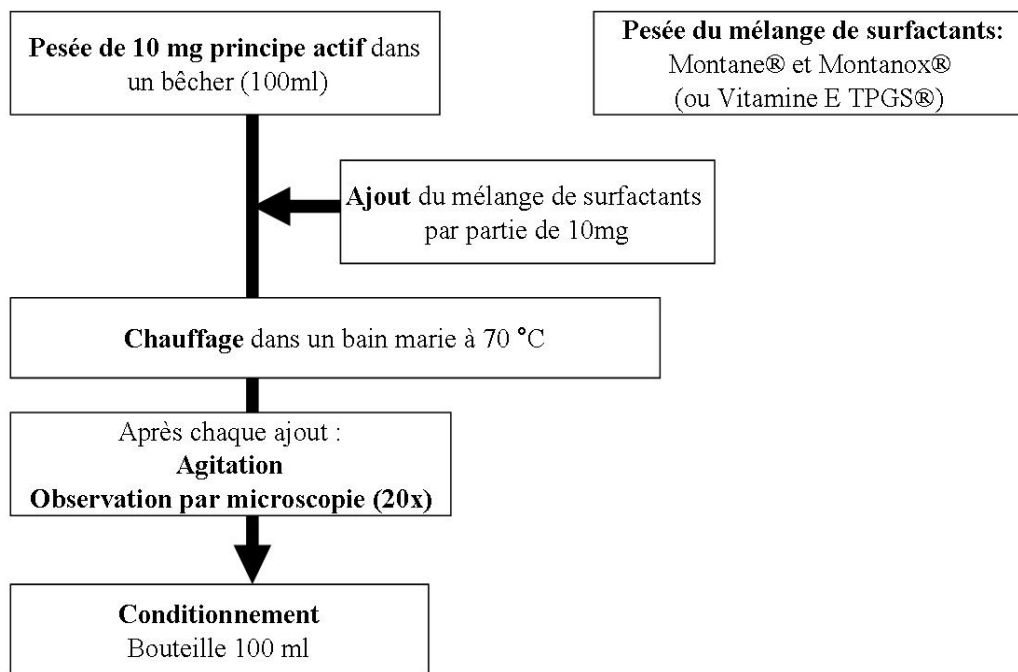 Pesée de 10 mg principe actif dans
un bêcher (100ml)
Pesée du mélange de surfactants:
Montane® et Montanox®
(ou Vitamine E TPGS®)
Ajout du mélange de surfactants
par partie de 10mg
Chauffage dans un bain marie à 70 °C
Après chaque ajout :
Agitation
Observation par microscopie (20x)
Conditionnement
Bouteille 100 ml